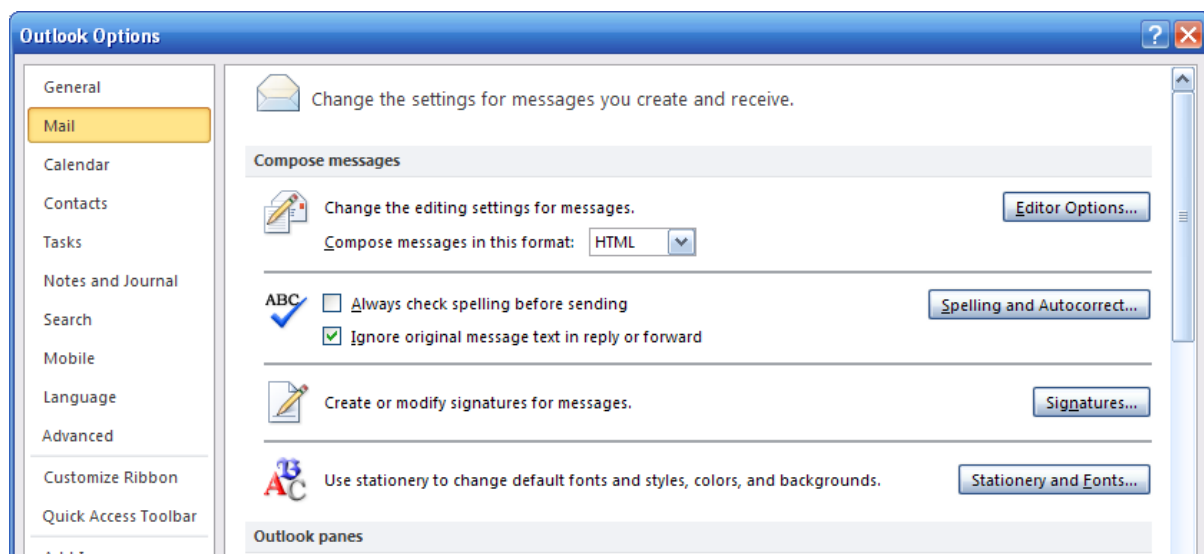 Outlook Options
General
Mail
Calendar
Contacts
Tasks
Notes and Journal
Search
Mobile
Language
Advanced
Customize Ribbon
Quick Access Toolbar
Change the settings for messages you create and receive.
Compose messages
Change the editing settings for messages.
Editor Options...
Compose messages in this format: HTML
ABC
Always check spelling before sending
Spelling and Autocorrect...
Ignore original message text in reply or forward
Create or modify signatures for messages.
Signatures...
ABC
Use stationery to change default fonts and styles, colors, and backgrounds.
Stationery and Fonts...
Outlook panes